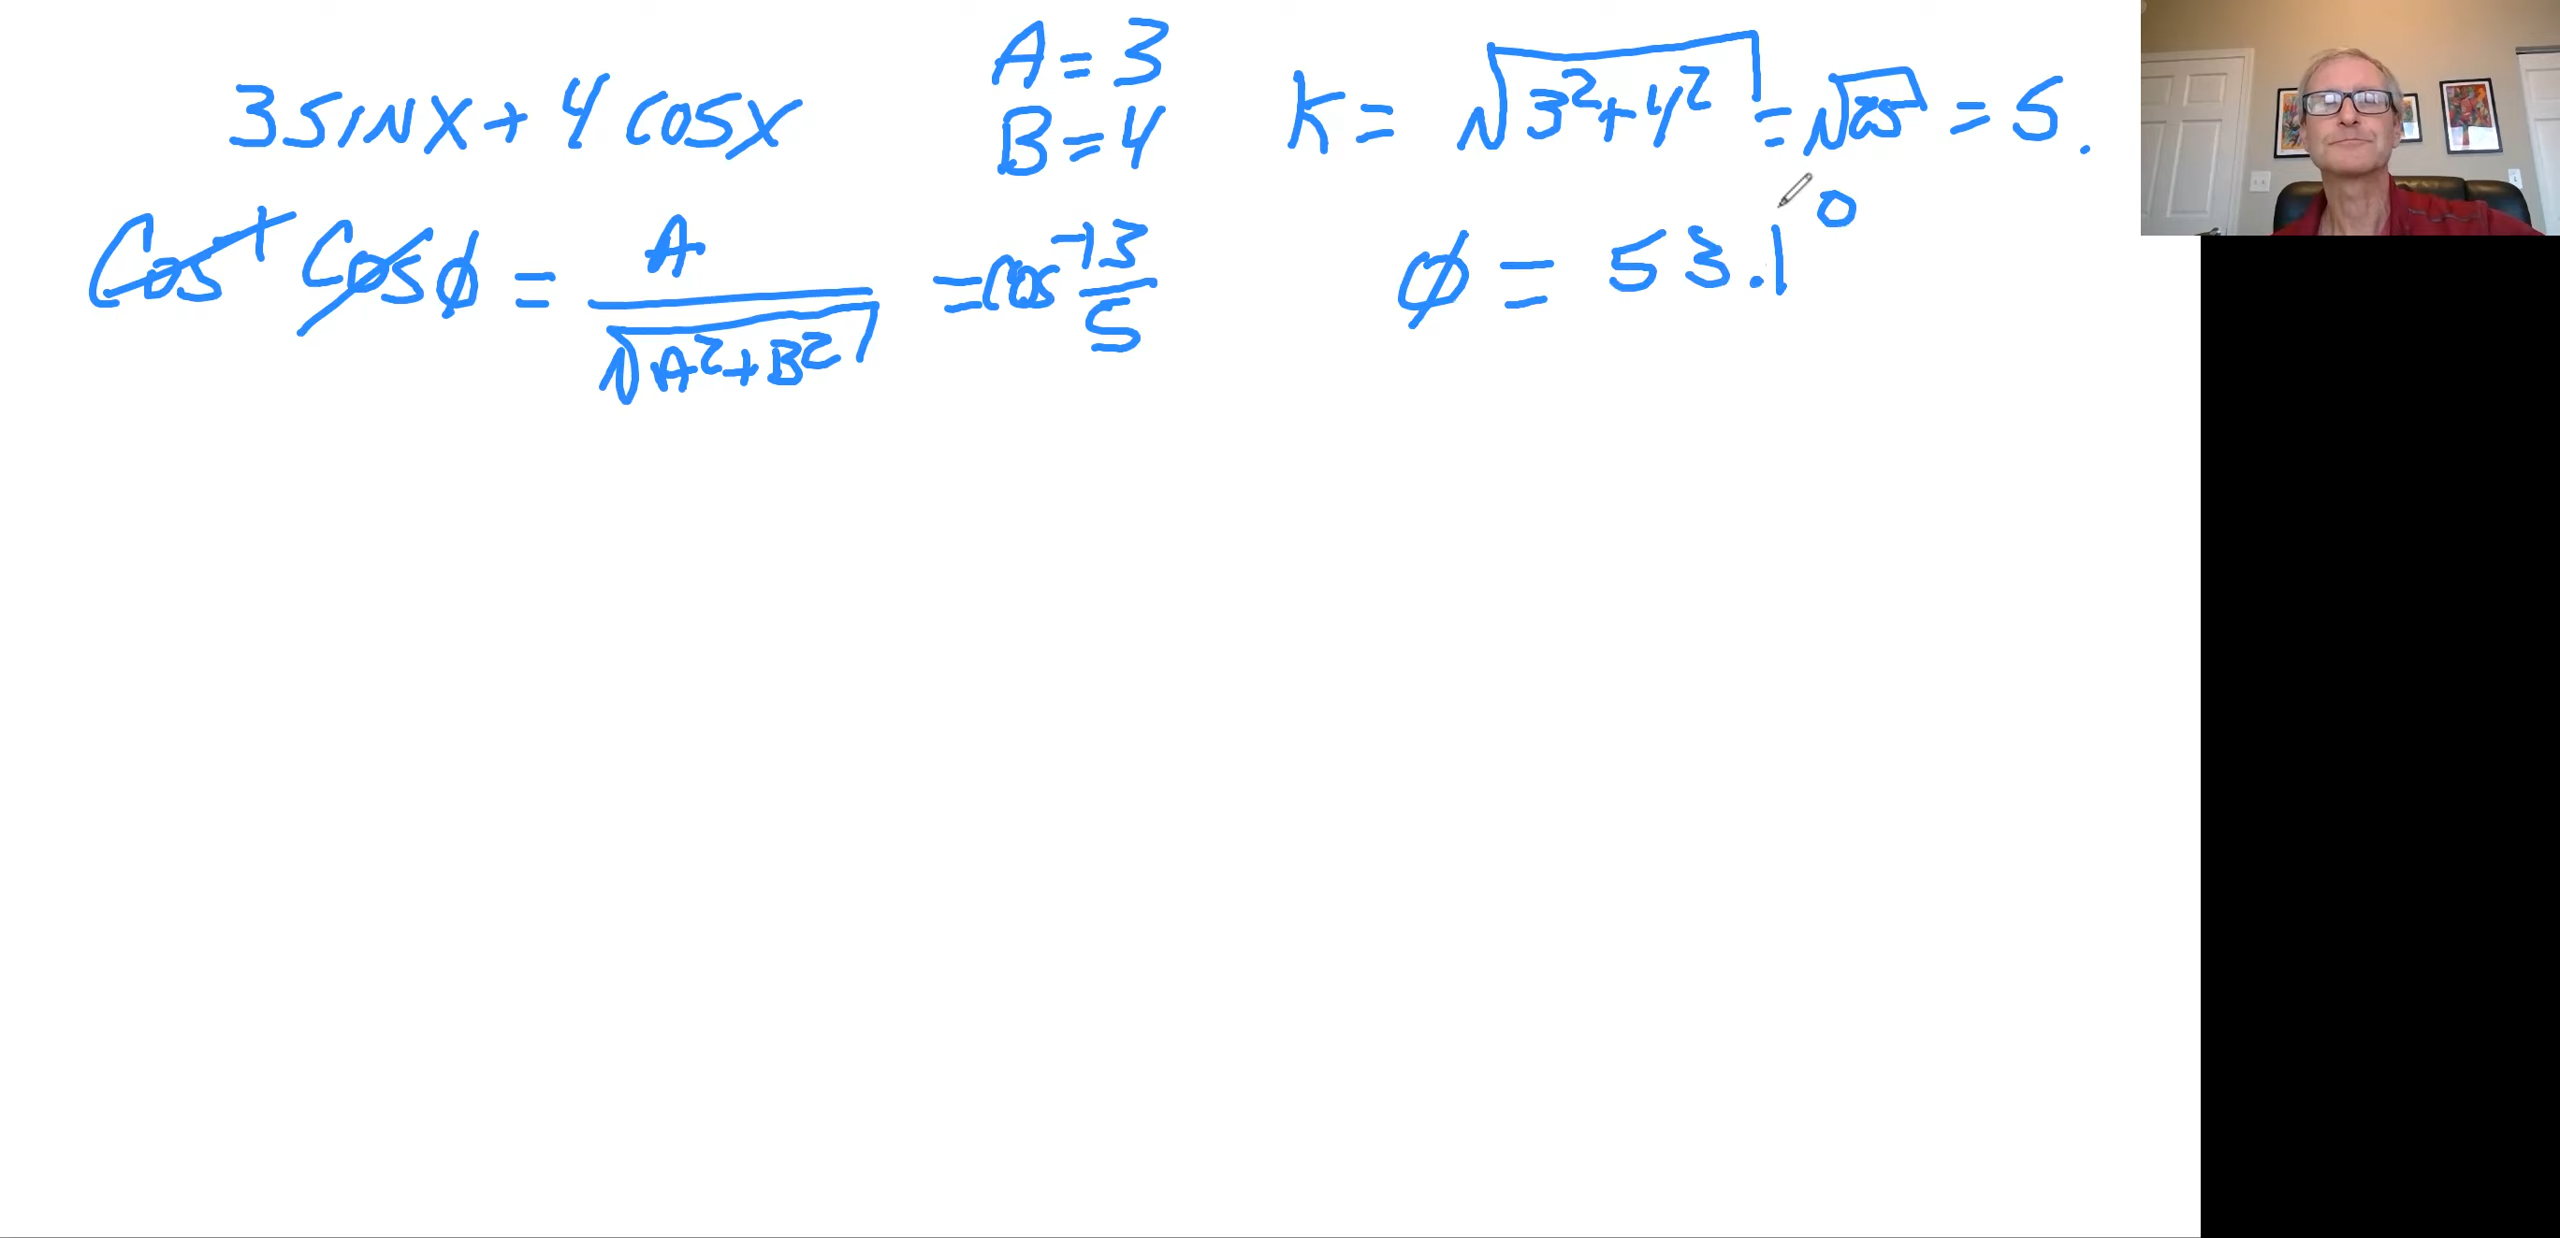 3 sin x + 4 cos x
A = 3
B = 4
K = √(3² + 4²) = √25 = 5.
Cos⁻¹ Cos φ = A / √(A² + B²) = Cos⁻¹ 3/5
φ = 53.1°